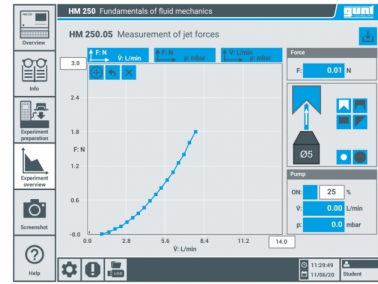 HM 250 Fundamentals of fluid mechanics
gunt
HM 250.05 Measurement of jet forces
Overview
Info
Experiment preparation
Experiment overview
Screenshot
Help
F: N
V̇: L/min
F: N
p: mbar
V̇: L/min
p: mbar
3.0
2.4
1.8
F: N
1.2
0.6
-0.0
0.0 2.8 5.6 8.4 11.2 14.0
V̇: L/min
Force
F: 0.01 N
Ø5
Pump
ON: 25 %
V̇: 0.00 L/min
p: 0.0 mbar
USB
11:29:49
11/06/20 Student